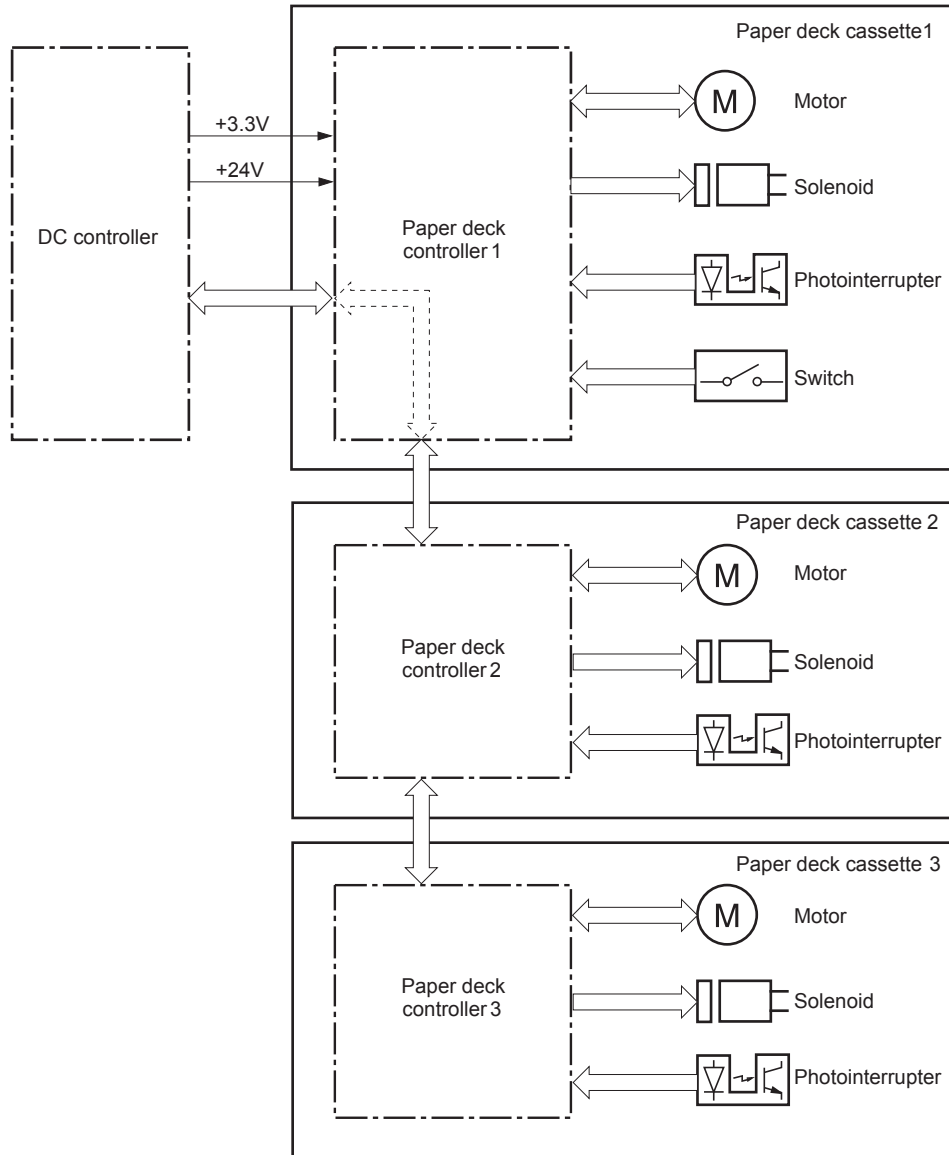 Paper deck cassette1
DC controller
+3.3V
+24V
Paper deck
controller 1
M
Motor
Solenoid
Photointerrupter
Switch
Paper deck cassette 2
Paper deck
controller 2
M
Motor
Solenoid
Photointerrupter
Paper deck cassette 3
Paper deck
controller 3
M
Motor
Solenoid
Photointerrupter